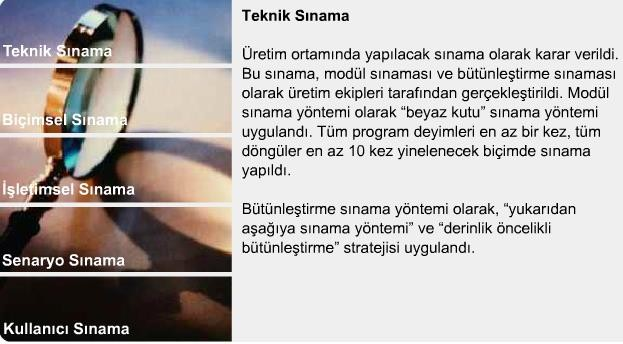 Teknik Sınama
Biçimsel Sınama
İşletimsel Sınama
Senaryo Sınama
Kullanıcı Sınama
Teknik Sınama
Üretim ortamında yapılacak sınama olarak karar verildi.
Bu sınama, modül sınaması ve bütünleştirme sınaması
olarak üretim ekipleri tarafından gerçekleştirildi. Modül
sınama yöntemi olarak “beyaz kutu” sınama yöntemi
uygulandı. Tüm program deyimleri en az bir kez, tüm
döngüler en az 10 kez yinelenecek biçimde sınama
yapıldı.
Bütünleştirme sınama yöntemi olarak, “yukarıdan
aşağıya sınama yöntemi” ve “derinlik öncelikli
bütünleştirme” stratejisi uygulandı.